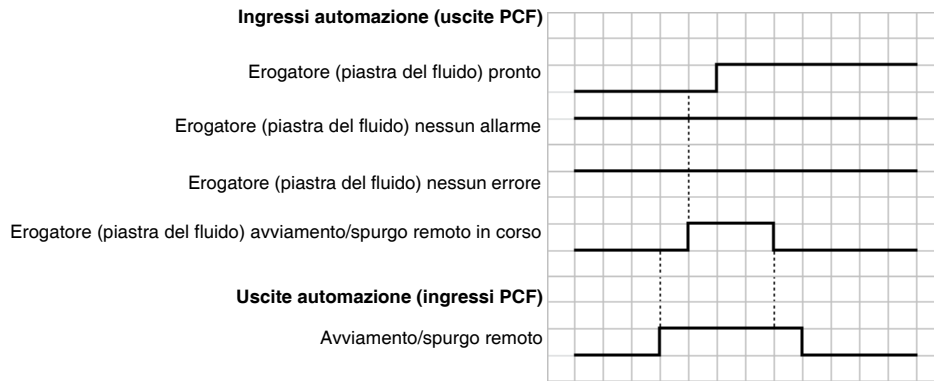 Ingressi automazione (uscite PCF)
Erogatore (piastra del fluido) pronto
Erogatore (piastra del fluido) nessun allarme
Erogatore (piastra del fluido) nessun errore
Erogatore (piastra del fluido) avviamento/spurgo remoto in corso
Uscite automazione (ingressi PCF)
Avviamento/spurgo remoto